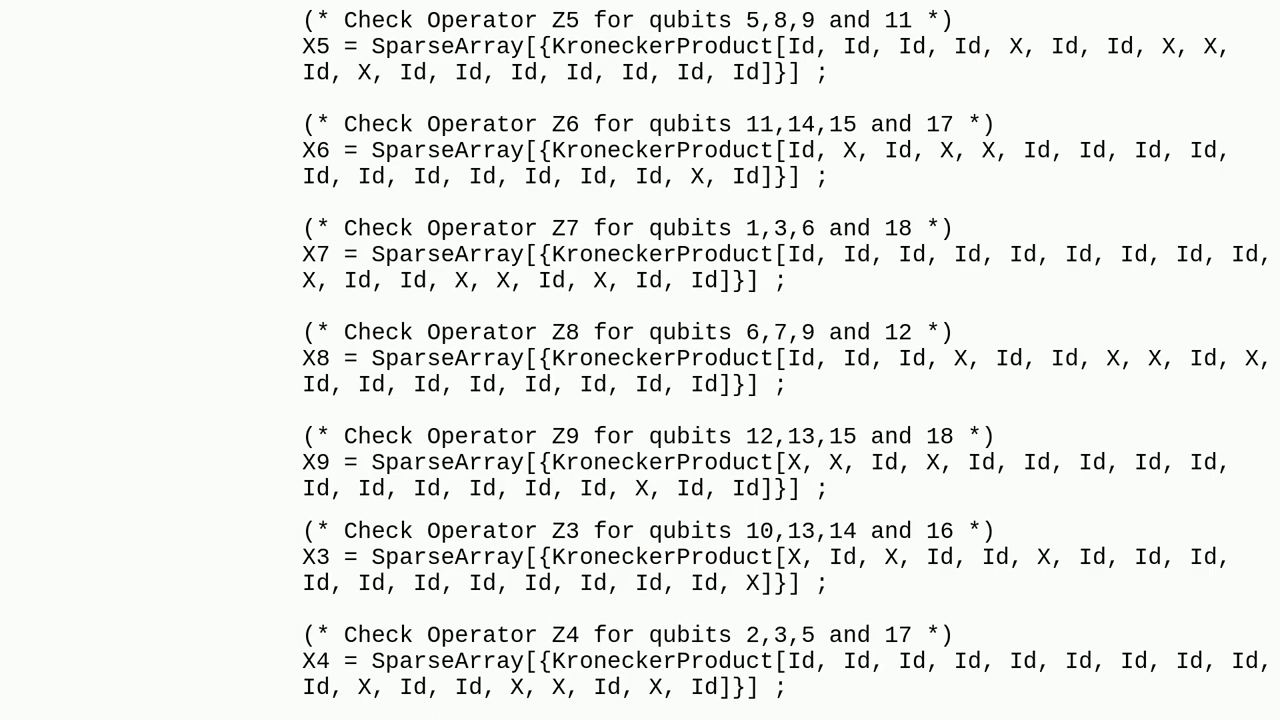 (* Check Operator Z5 for qubits 5,8,9 and 11 *)
X5 = SparseArray[{KroneckerProduct[Id, Id, Id, Id, X, Id, Id, X, X,
Id, X, Id, Id, Id, Id, Id, Id, Id]}] ;
(* Check Operator Z6 for qubits 11,14,15 and 17 *)
X6 = SparseArray[{KroneckerProduct[Id, X, Id, X, X, Id, Id, Id, Id,
Id, Id, Id, Id, Id, Id, Id, X, Id]}] ;
(* Check Operator Z7 for qubits 1,3,6 and 18 *)
X7 = SparseArray[{KroneckerProduct[Id, Id, Id, Id, Id, Id, Id, Id, Id,
X, Id, Id, X, X, Id, X, Id, Id]}] ;
(* Check Operator Z8 for qubits 6,7,9 and 12 *)
X8 = SparseArray[{KroneckerProduct[Id, Id, Id, X, Id, Id, X, X, Id, X,
Id, Id, Id, Id, Id, Id, Id, Id]}] ;
(* Check Operator Z9 for qubits 12,13,15 and 18 *)
X9 = SparseArray[{KroneckerProduct[X, X, Id, X, Id, Id, Id, Id, Id,
Id, Id, Id, Id, Id, Id, X, Id, Id]}] ;
(* Check Operator Z3 for qubits 10,13,14 and 16 *)
X3 = SparseArray[{KroneckerProduct[X, Id, X, Id, Id, X, Id, Id, Id,
Id, Id, Id, Id, Id, Id, Id, Id, X]}] ;
(* Check Operator Z4 for qubits 2,3,5 and 17 *)
X4 = SparseArray[{KroneckerProduct[Id, Id, Id, Id, Id, Id, Id, Id, Id,
Id, X, Id, Id, X, X, Id, X, Id]}] ;